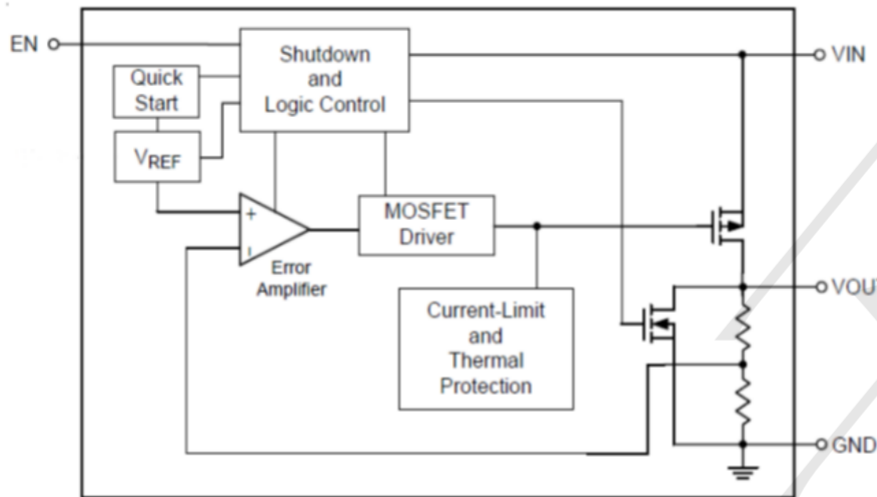 EN
Shutdown
and
Logic Control
VIN
Quick
Start
VREF
+
MOSFET
Driver
Error
Amplifier
VOUT
Current-Limit
and
Thermal
Protection
GND